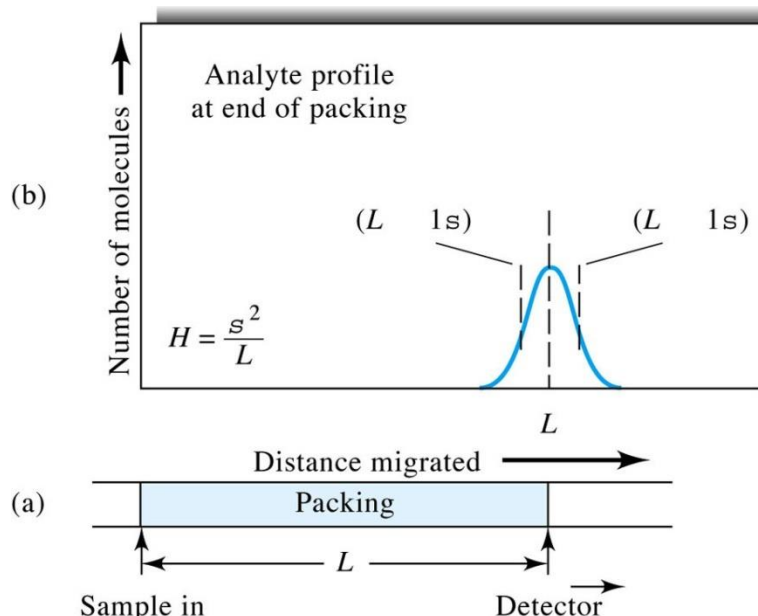 Analyte profile
at end of packing
Number of molecules
(b)
(L 1s) (L 1s)
H = s²/L
L
Distance migrated
(a)
Packing
L
Sample in
Detector